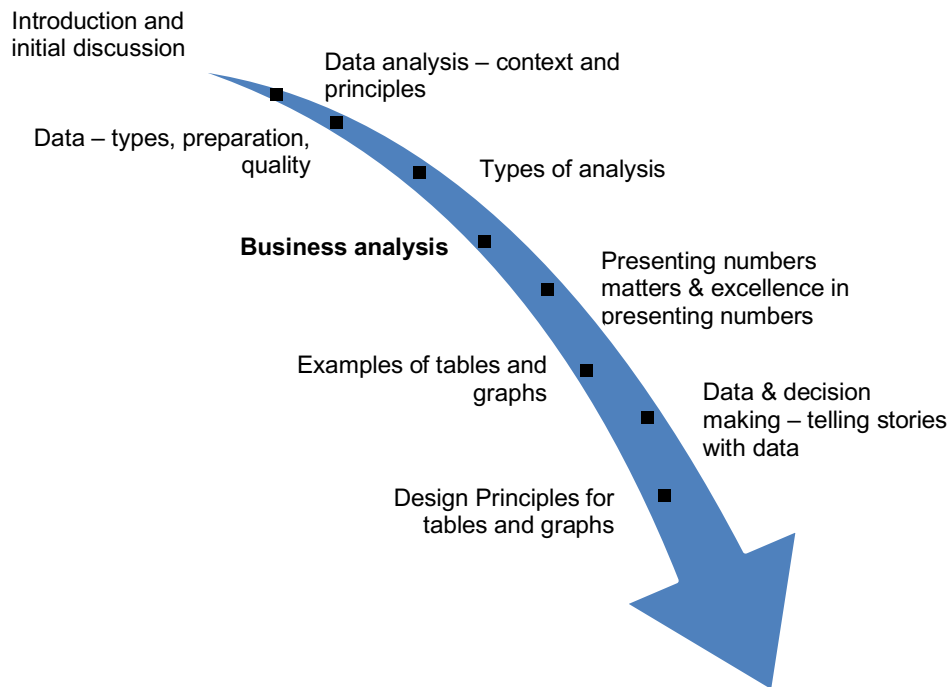 Introduction and
initial discussion
Data analysis – context and
principles
Data – types, preparation,
quality
Types of analysis
Business analysis
Presenting numbers
matters & excellence in
presenting numbers
Examples of tables and
graphs
Data & decision
making – telling stories
with data
Design Principles for
tables and graphs